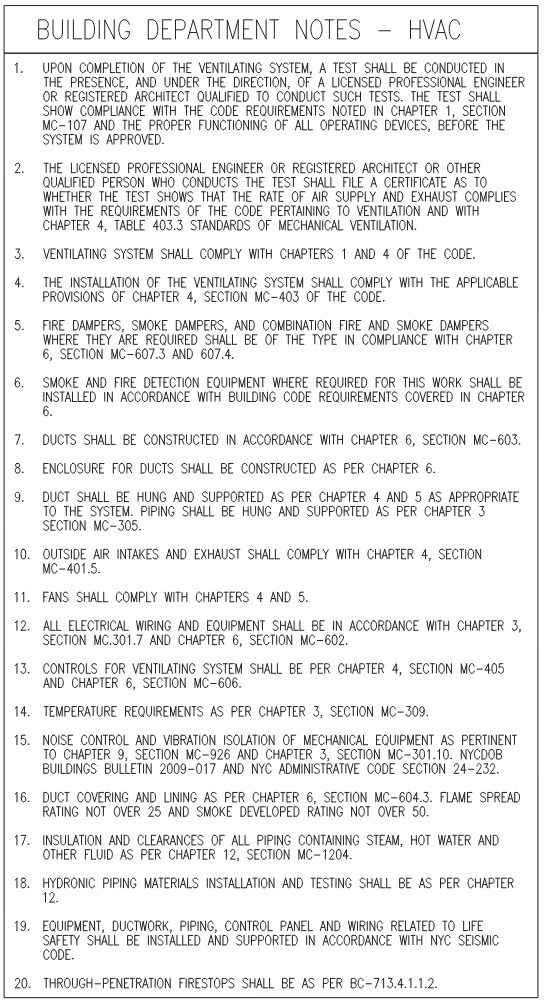 BUILDING DEPARTMENT NOTES – HVAC
1. UPON COMPLETION OF THE VENTILATING SYSTEM, A TEST SHALL BE CONDUCTED IN
THE PRESENCE, AND UNDER THE DIRECTION, OF A LICENSED PROFESSIONAL ENGINEER
OR REGISTERED ARCHITECT QUALIFIED TO CONDUCT SUCH TESTS. THE TEST SHALL
SHOW COMPLIANCE WITH THE CODE REQUIREMENTS NOTED IN CHAPTER 1, SECTION
MC–107 AND THE PROPER FUNCTIONING OF ALL OPERATING DEVICES, BEFORE THE
SYSTEM IS APPROVED.
2. THE LICENSED PROFESSIONAL ENGINEER OR REGISTERED ARCHITECT OR OTHER
QUALIFIED PERSON WHO CONDUCTS THE TEST SHALL FILE A CERTIFICATE AS TO
WHETHER THE TEST SHOWS THAT THE RATE OF AIR SUPPLY AND EXHAUST COMPLIES
WITH THE REQUIREMENTS OF THE CODE PERTAINING TO VENTILATION AND WITH
CHAPTER 4, TABLE 403.3 STANDARDS OF MECHANICAL VENTILATION.
3. VENTILATING SYSTEM SHALL COMPLY WITH CHAPTERS 1 AND 4 OF THE CODE.
4. THE INSTALLATION OF THE VENTILATING SYSTEM SHALL COMPLY WITH THE APPLICABLE
PROVISIONS OF CHAPTER 4, SECTION MC–403 OF THE CODE.
5. FIRE DAMPERS, SMOKE DAMPERS, AND COMBINATION FIRE AND SMOKE DAMPERS
WHERE THEY ARE REQUIRED SHALL BE OF THE TYPE IN COMPLIANCE WITH CHAPTER
6, SECTION MC–607.3 AND 607.4.
6. SMOKE AND FIRE DETECTION EQUIPMENT WHERE REQUIRED FOR THIS WORK SHALL BE
INSTALLED IN ACCORDANCE WITH BUILDING CODE REQUIREMENTS COVERED IN CHAPTER
6.
7. DUCTS SHALL BE CONSTRUCTED IN ACCORDANCE WITH CHAPTER 6, SECTION MC–603.
8. ENCLOSURE FOR DUCTS SHALL BE CONSTRUCTED AS PER CHAPTER 6.
9. DUCT SHALL BE HUNG AND SUPPORTED AS PER CHAPTER 4 AND 5 AS APPROPRIATE
TO THE SYSTEM. PIPING SHALL BE HUNG AND SUPPORTED AS PER CHAPTER 3
SECTION MC–305.
10. OUTSIDE AIR INTAKES AND EXHAUST SHALL COMPLY WITH CHAPTER 4, SECTION
MC–401.5.
11. FANS SHALL COMPLY WITH CHAPTERS 4 AND 5.
12. ALL ELECTRICAL WIRING AND EQUIPMENT SHALL BE IN ACCORDANCE WITH CHAPTER 3,
SECTION MC.301.7 AND CHAPTER 6, SECTION MC–602.
13. CONTROLS FOR VENTILATING SYSTEM SHALL BE PER CHAPTER 4, SECTION MC–405
AND CHAPTER 6, SECTION MC–606.
14. TEMPERATURE REQUIREMENTS AS PER CHAPTER 3, SECTION MC–309.
15. NOISE CONTROL AND VIBRATION ISOLATION OF MECHANICAL EQUIPMENT AS PERTINENT
TO CHAPTER 9, SECTION MC–926 AND CHAPTER 3, SECTION MC–301.10. NYCDOB
BUILDINGS BULLETIN 2009–017 AND NYC ADMINISTRATIVE CODE SECTION 24–232.
16. DUCT COVERING AND LINING AS PER CHAPTER 6, SECTION MC–604.3. FLAME SPREAD
RATING NOT OVER 25 AND SMOKE DEVELOPED RATING NOT OVER 50.
17. INSULATION AND CLEARANCES OF ALL PIPING CONTAINING STEAM, HOT WATER AND
OTHER FLUID AS PER CHAPTER 12, SECTION MC–1204.
18. HYDRONIC PIPING MATERIALS INSTALLATION AND TESTING SHALL BE AS PER CHAPTER
12.
19. EQUIPMENT, DUCTWORK, PIPING, CONTROL PANEL AND WIRING RELATED TO LIFE
SAFETY SHALL BE INSTALLED AND SUPPORTED IN ACCORDANCE WITH NYC SEISMIC
CODE.
20. THROUGH–PENETRATION FIRESTOPS SHALL BE AS PER BC–713.4.1.1.2.